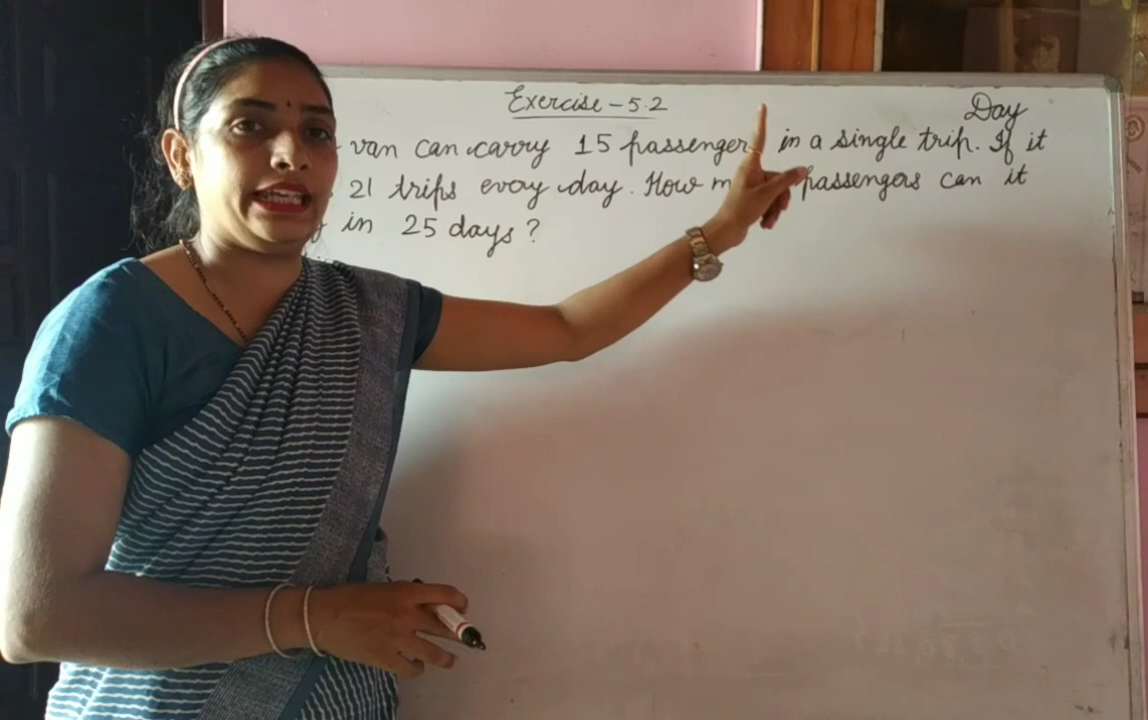 Exercise - 5.2
Day
van can carry 15 passengers in a single trip. If it
21 trips every day. How passengers can it
in 25 days?